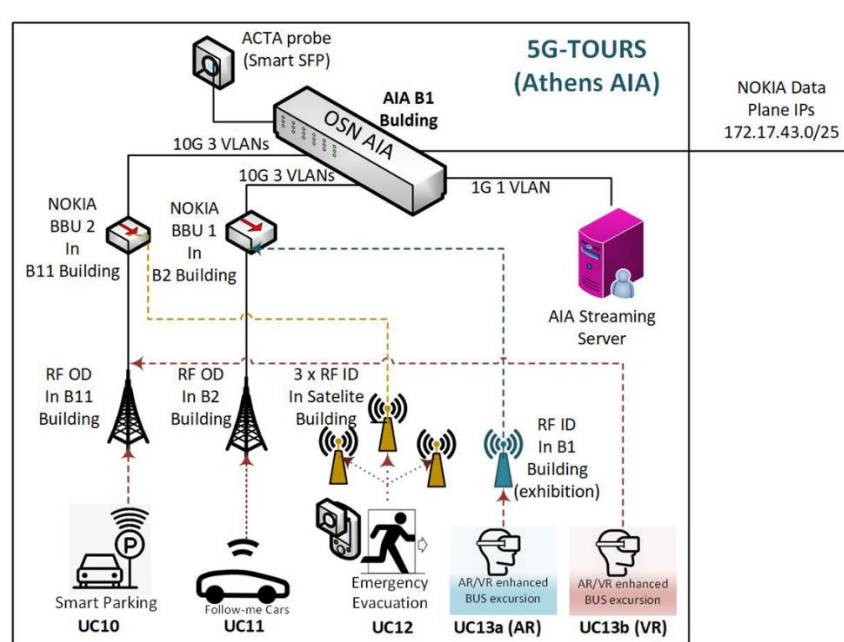 ACTA probe
(Smart SFP)
5G-TOURS
(Athens AIA)
AIA B1
Bulding
OSN AIA
NOKIA Data
Plane IPs
172.17.43.0/25
10G 3 VLANs
10G 3 VLANs
1G 1 VLAN
NOKIA
BBU 2
In
B11 Building
NOKIA
BBU 1
In
B2 Building
AIA Streaming
Server
RF OD
In B11
Building
RF OD
In B2
Building
3 x RF ID
In Satelite
Building
RF ID
In B1
Building
(exhibition)
P
Smart Parking
UC10
Follow-me Cars
UC11
Emergency
Evacuation
UC12
AR/VR enhanced
BUS excursion
UC13a (AR)
AR/VR enhanced
BUS excursion
UC13b (VR)